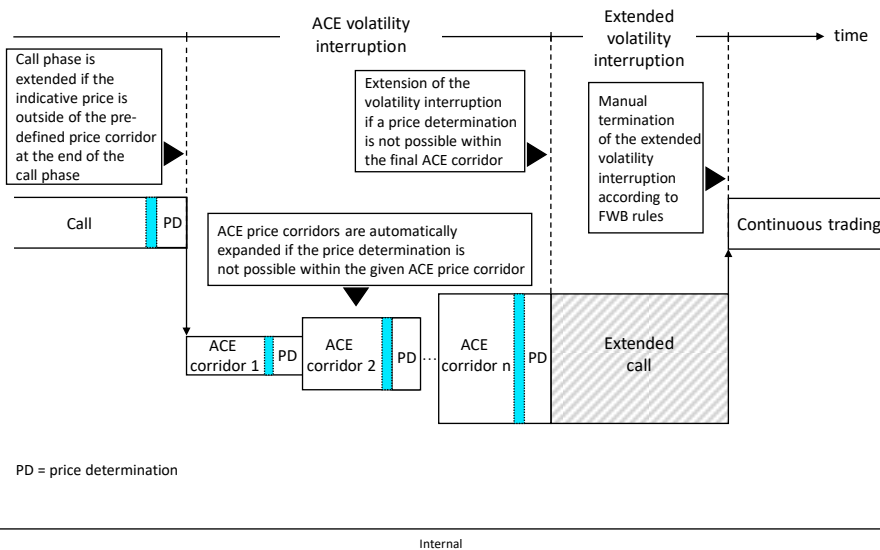 ACE volatility
interruption
Extended
volatility
interruption
time
Call phase is
extended if the
indicative price is
outside of the pre-
defined price corridor
at the end of the
call phase
Extension of the
volatility interruption
if a price determination
is not possible within
the final ACE corridor
Manual
termination
of the extended
volatility
interruption
according to
FWB rules
Call
PD
ACE price corridors are automatically
expanded if the price determination is
not possible within the given ACE price corridor
Continuous trading
ACE
corridor 1
PD
ACE
corridor 2
PD
...
ACE
corridor n
PD
Extended
call
PD = price determination
Internal